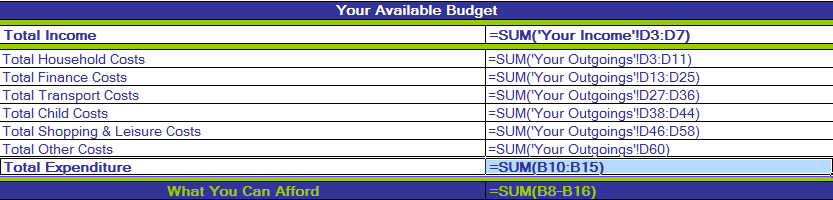 Your Available Budget
Total Income =SUM('Your Income'!D3:D7)
Total Household Costs =SUM('Your Outgoings'!D3:D11)
Total Finance Costs =SUM('Your Outgoings'!D13:D25)
Total Transport Costs =SUM('Your Outgoings'!D27:D36)
Total Child Costs =SUM('Your Outgoings'!D38:D44)
Total Shopping & Leisure Costs =SUM('Your Outgoings'!D46:D58)
Total Other Costs =SUM('Your Outgoings'!D60)
Total Expenditure =SUM(B10:B15)
What You Can Afford =SUM(B8-B16)